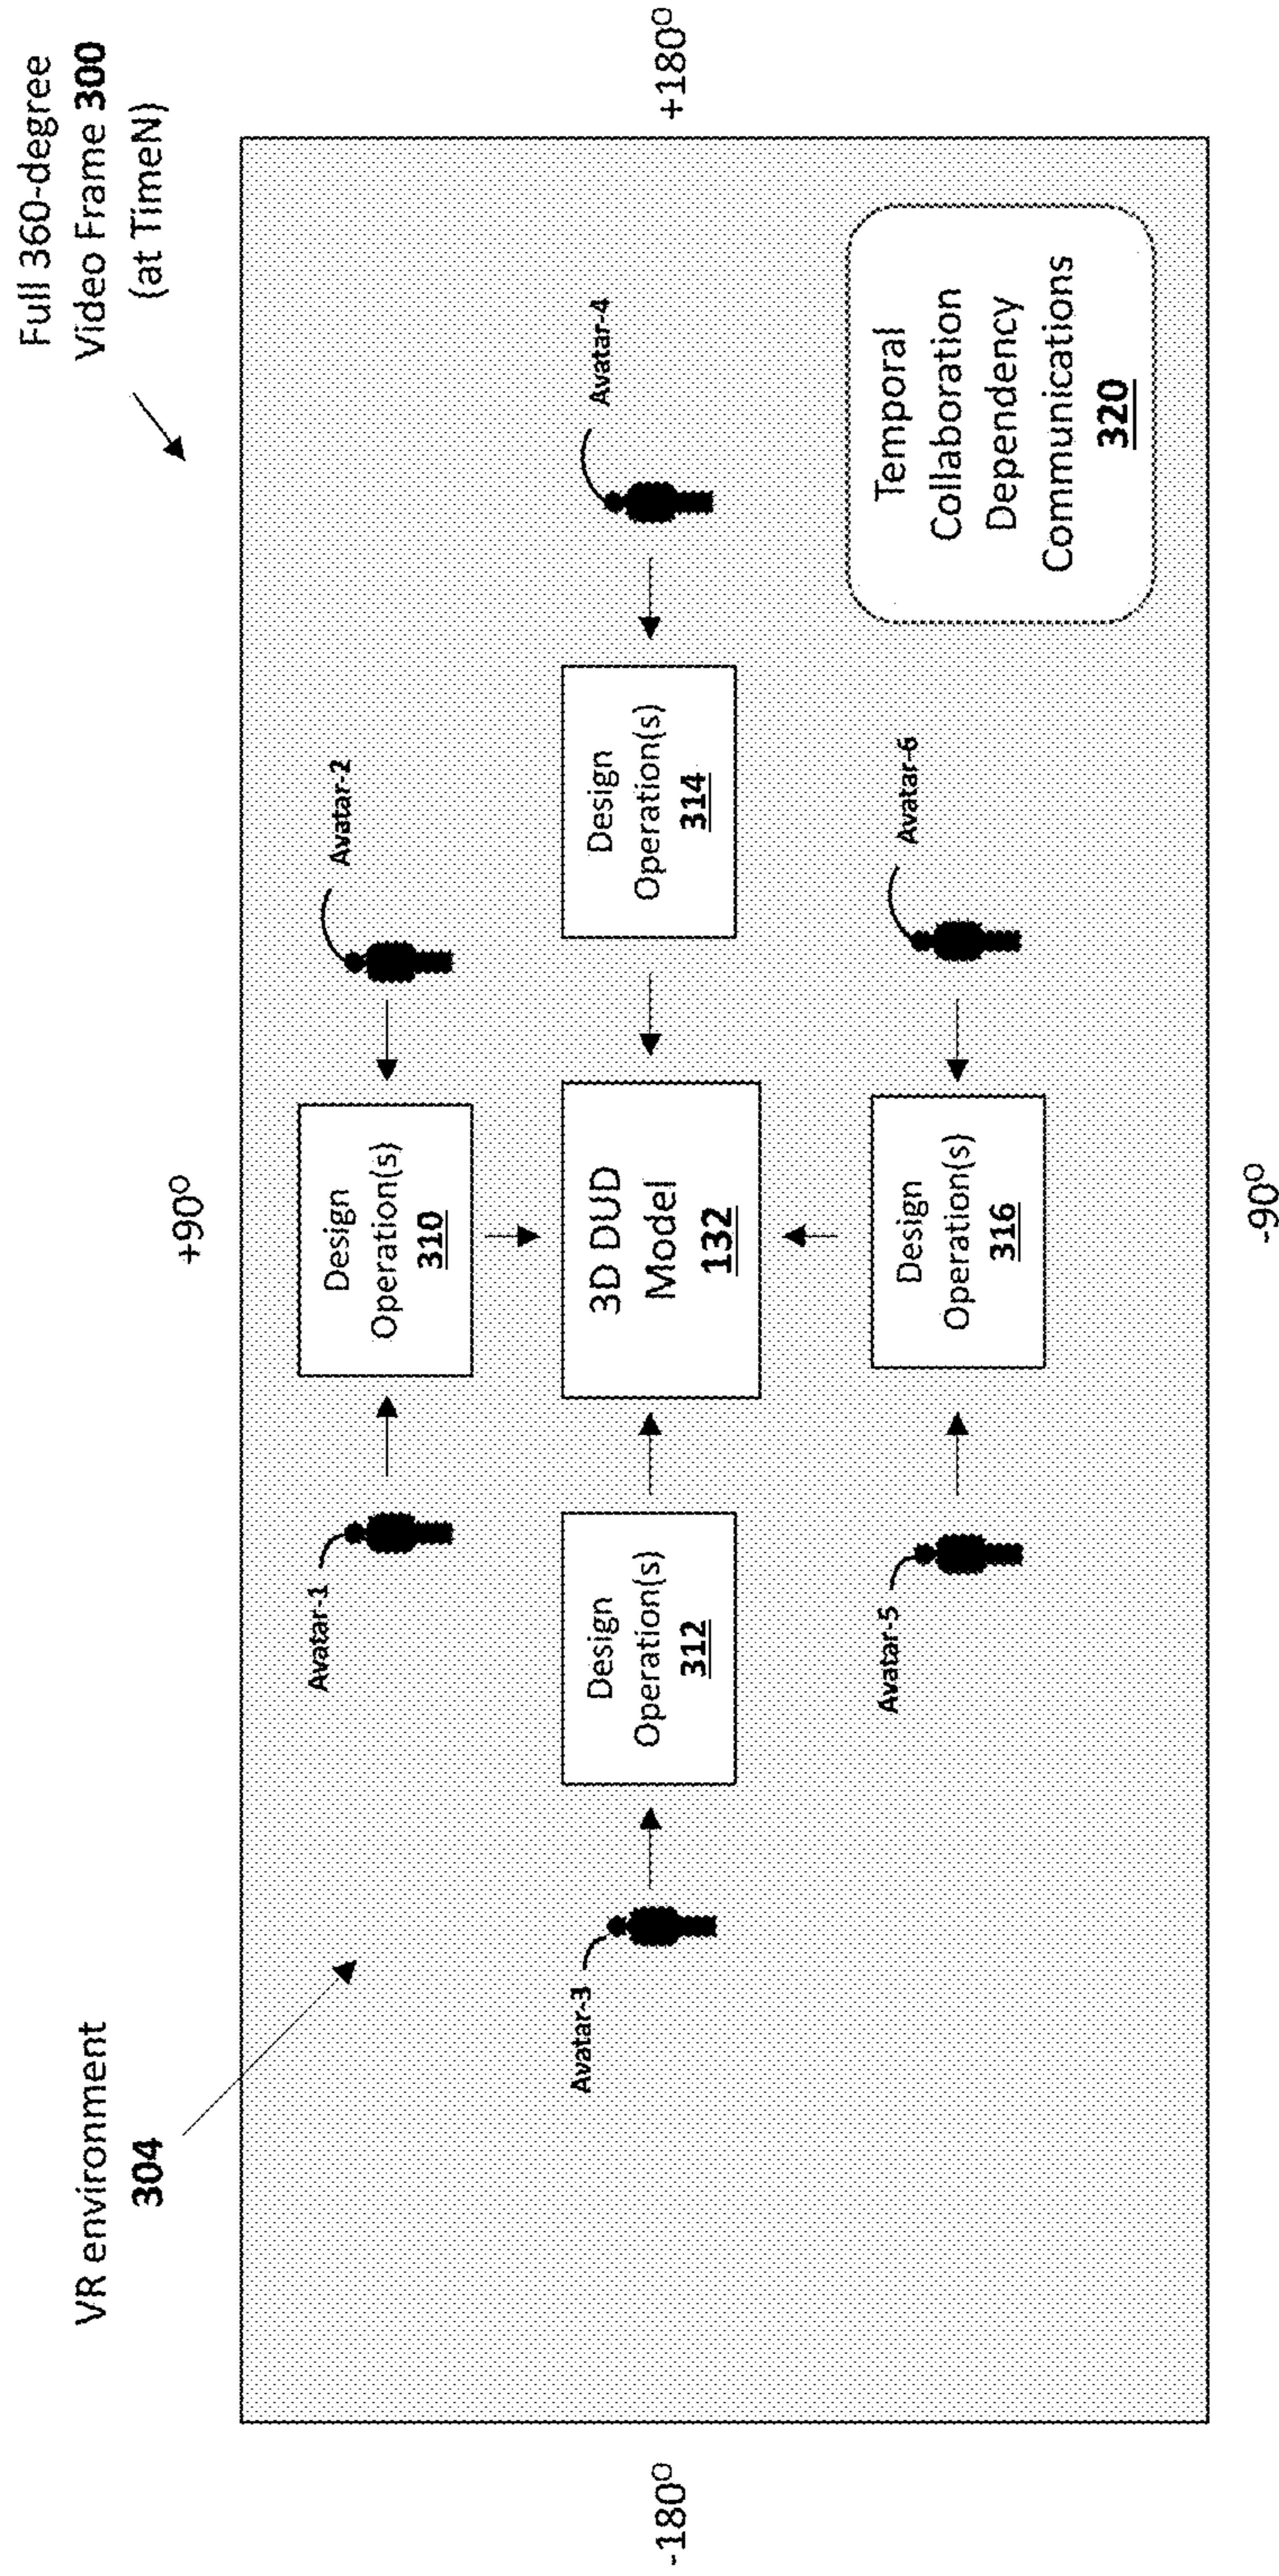 VR environment
304
Full 360-degree
Video Frame 300
(at TimeN)
+90°
-180°
+180°
-90°
Avatar-1
Design
Operation(s)
310
Avatar-2
Avatar-3
Design
Operation(s)
312
3D DUD
Model
132
Design
Operation(s)
314
Avatar-4
Avatar-5
Design
Operation(s)
316
Avatar-6
Temporal
Collaboration
Dependency
Communications
320